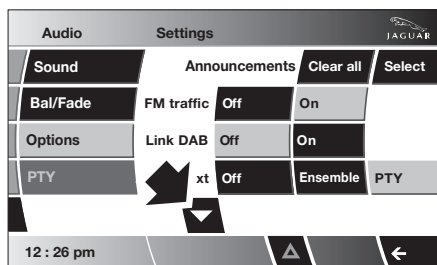 Audio Settings JAGUAR
Sound Announcements Clear all Select
Bal/Fade FM traffic Off On
Options Link DAB Off On
PTY xt Off Ensemble PTY
12 : 26 pm